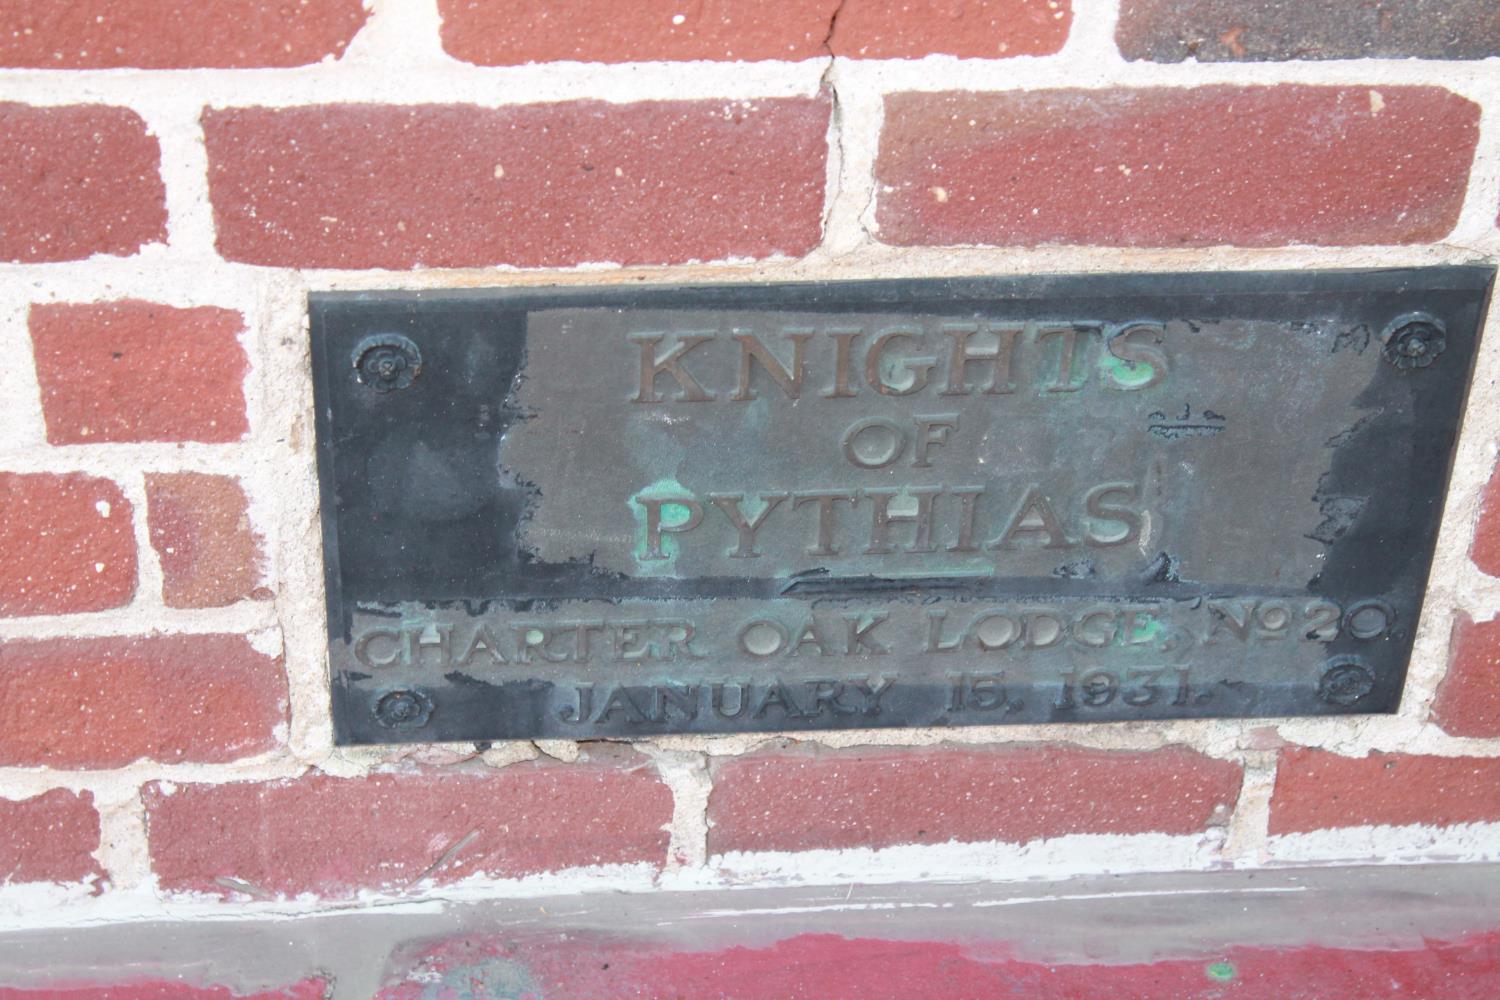 KNIGHTS
OF
PYTHIAS
CHARTER OAK LODGE, Nº 20.
JANUARY 15, 1931.